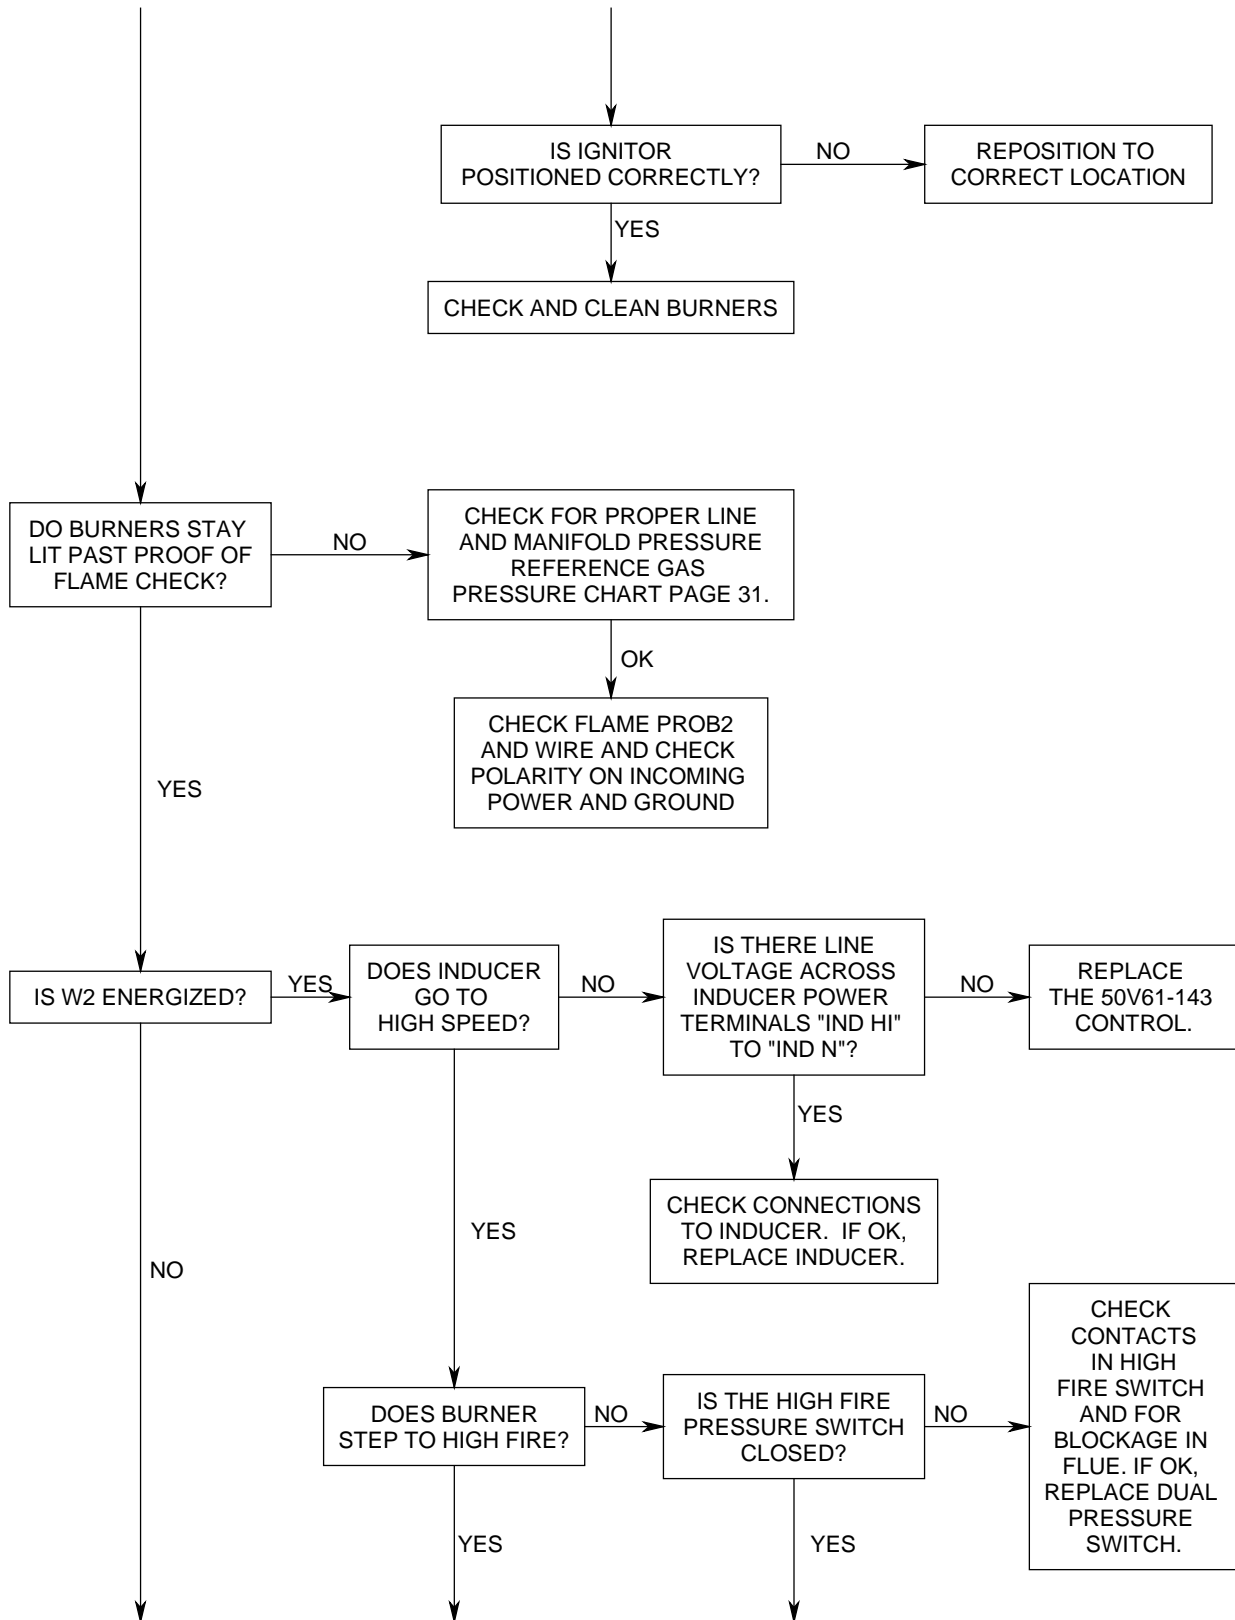 IS IGNITOR
POSITIONED CORRECTLY?
NO
REPOSITION TO
CORRECT LOCATION
YES
CHECK AND CLEAN BURNERS
DO BURNERS STAY
LIT PAST PROOF OF
FLAME CHECK?
NO
CHECK FOR PROPER LINE
AND MANIFOLD PRESSURE
REFERENCE GAS
PRESSURE CHART PAGE 31.
OK
CHECK FLAME PROB2
AND WIRE AND CHECK
POLARITY ON INCOMING
POWER AND GROUND
YES
IS W2 ENERGIZED?
YES
DOES INDUCER
GO TO
HIGH SPEED?
NO
IS THERE LINE
VOLTAGE ACROSS
INDUCER POWER
TERMINALS "IND HI"
TO "IND N"?
NO
REPLACE
THE 50V61-143
CONTROL.
YES
CHECK CONNECTIONS
TO INDUCER.  IF OK,
REPLACE INDUCER.
YES
NO
DOES BURNER
STEP TO HIGH FIRE?
NO
IS THE HIGH FIRE
PRESSURE SWITCH
CLOSED?
NO
CHECK
CONTACTS
IN HIGH
FIRE SWITCH
AND FOR
BLOCKAGE IN
FLUE. IF OK,
REPLACE DUAL
PRESSURE
SWITCH.
YES
YES